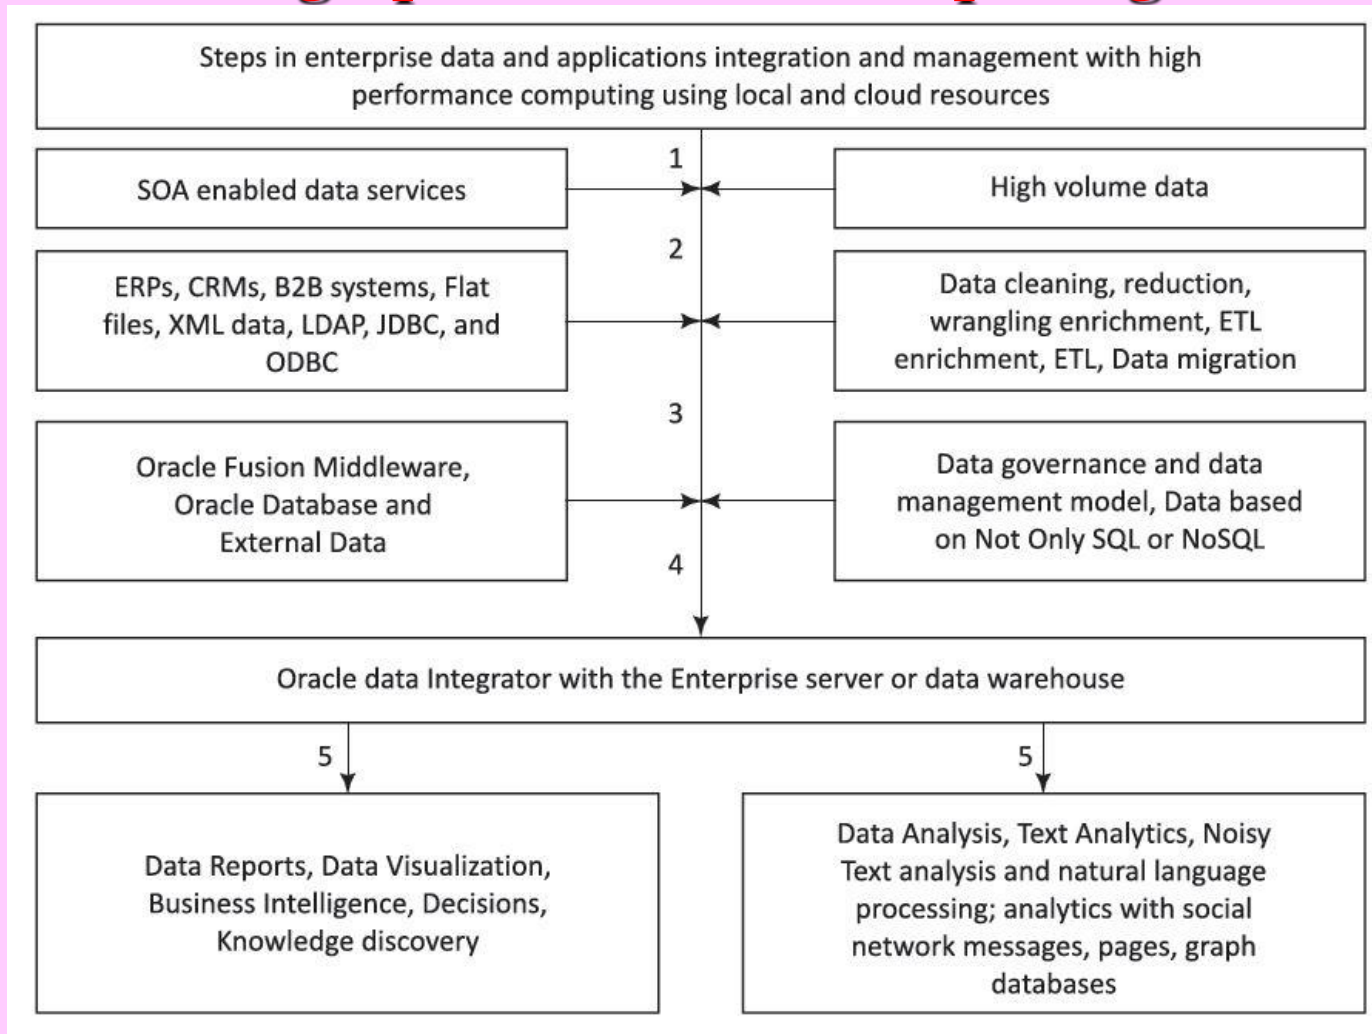 Steps in enterprise data and applications integration and management with high
performance computing using local and cloud resources
1
SOA enabled data services
High volume data
2
ERPs, CRMs, B2B systems, Flat
files, XML data, LDAP, JDBC, and
ODBC
Data cleaning, reduction,
wrangling enrichment, ETL
enrichment, ETL, Data migration
3
Oracle Fusion Middleware,
Oracle Database and
External Data
Data governance and data
management model, Data based
on Not Only SQL or NoSQL
4
Oracle data Integrator with the Enterprise server or data warehouse
5
5
Data Reports, Data Visualization,
Business Intelligence, Decisions,
Knowledge discovery
Data Analysis, Text Analytics, Noisy
Text analysis and natural language
processing; analytics with social
network messages, pages, graph
databases